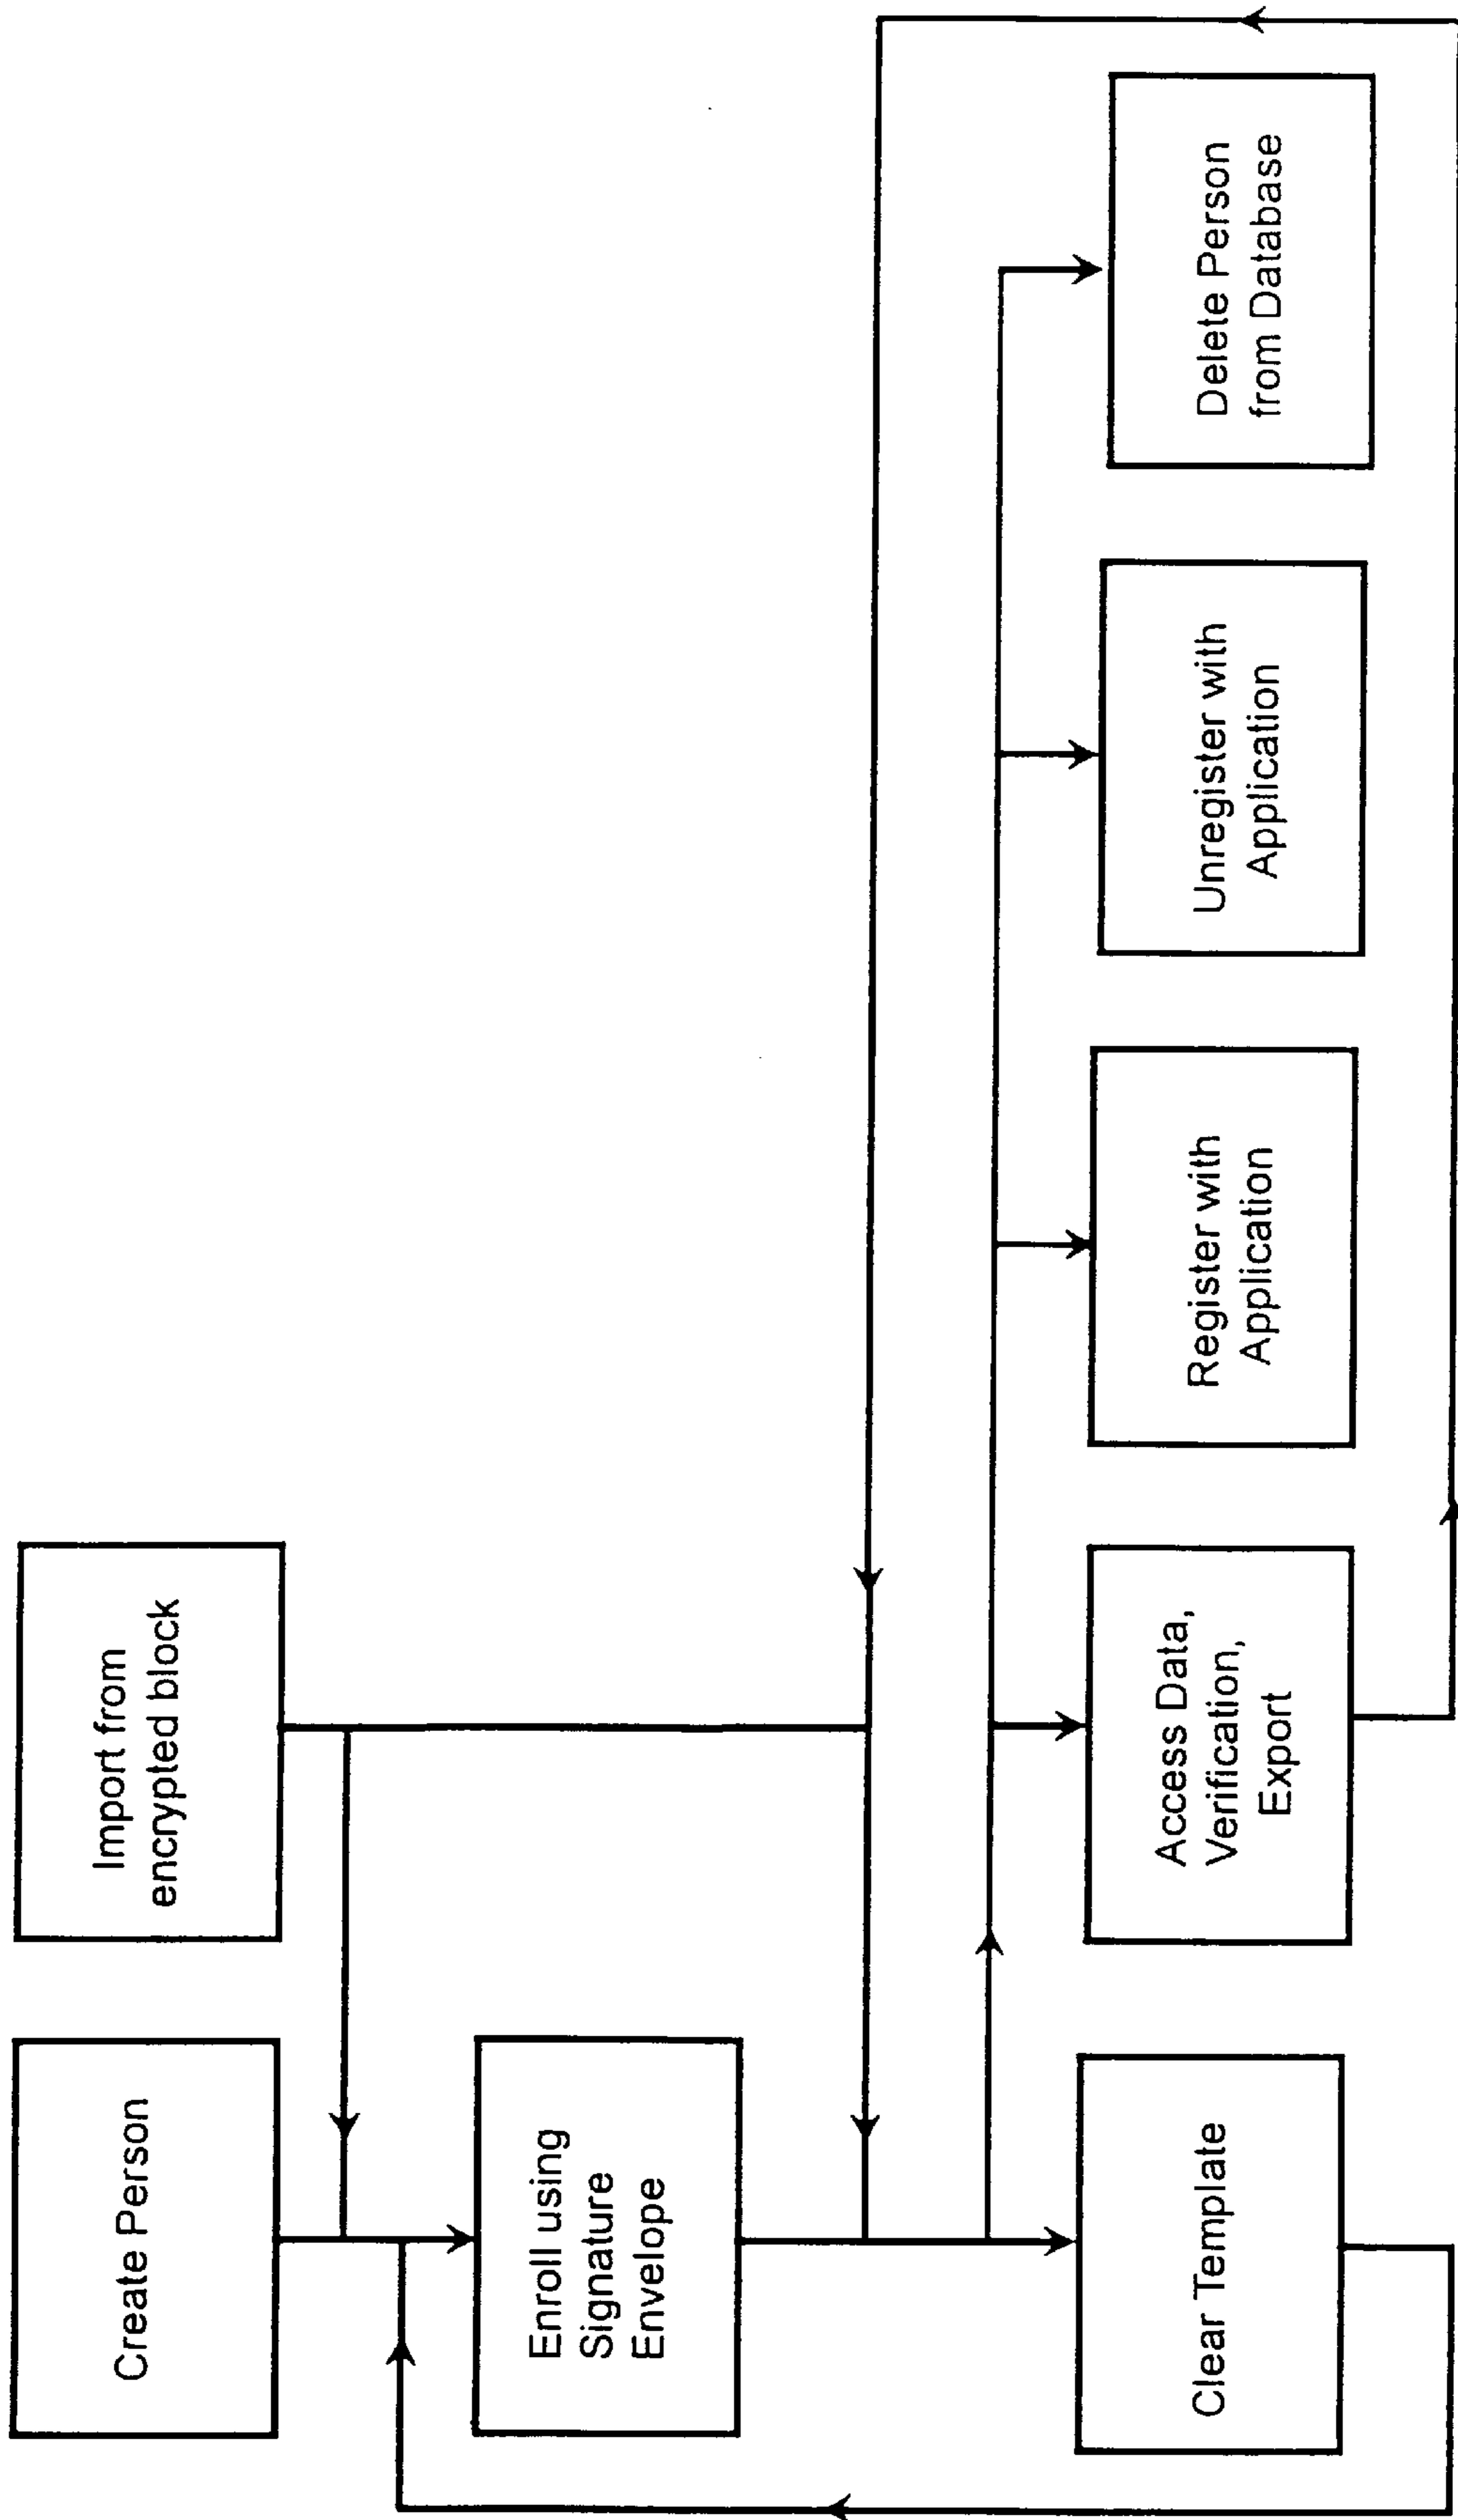 Create Person
Import from
encrypted block
Enroll using
Signature
Envelope
Clear Template
Access Data,
Verification,
Export
Register with
Application
Unregister with
Application
Delete Person
from Database